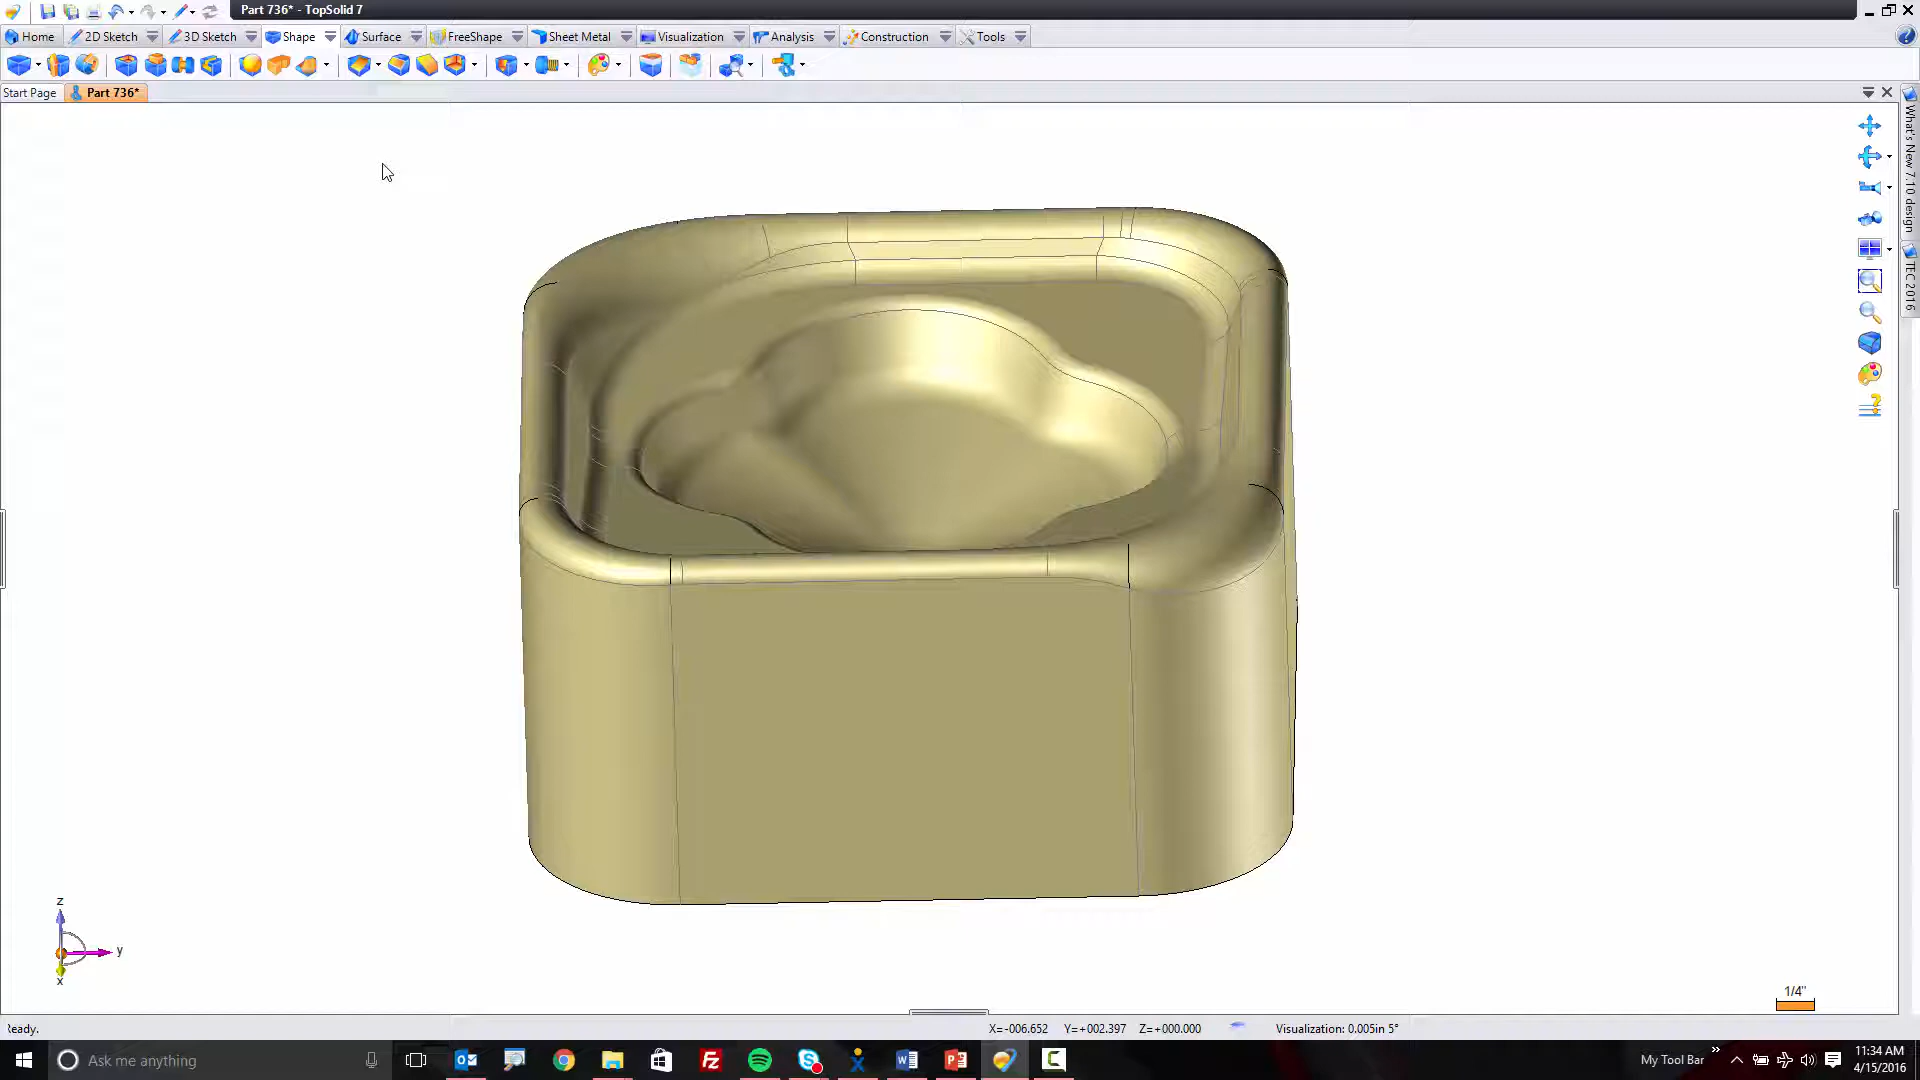 Part 736* - TopSolid 7
Home 2D Sketch 3D Sketch Shape Surface FreeShape Sheet Metal Visualization Analysis Construction Tools
Start Page Part 736*
What's New 7.10 design
TEC 2016
z
y
x
1/4"
Ready. X=-006.652 Y=+002.397 Z=+000.000 Visualization: 0.005in 5°
Ask me anything
My Tool Bar
11:34 AM
4/15/2016